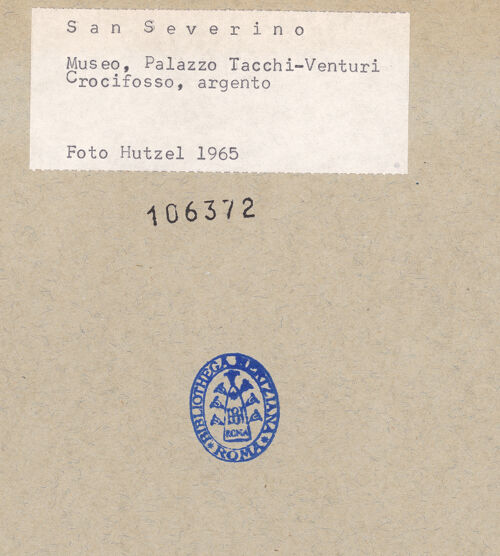 San Severino
Museo, Palazzo Tacchi-Venturi
Crocifosso, argento
Foto Hutzel 1965
106372
BIBLIOTHECA HERTZIANA
ROMA